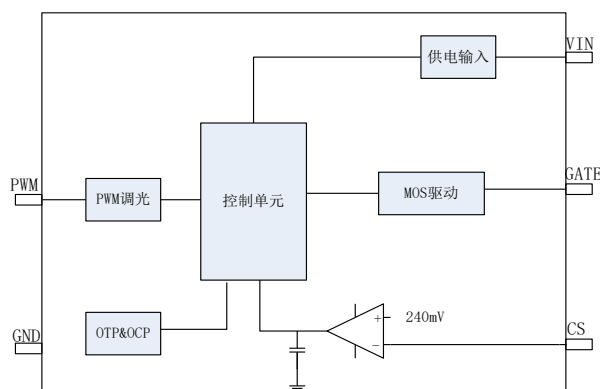 VIN
供电输入
GATE
PWM
PWM调光
控制单元
MOS驱动
OTP&OCP
GND
+
240mV
CS
−